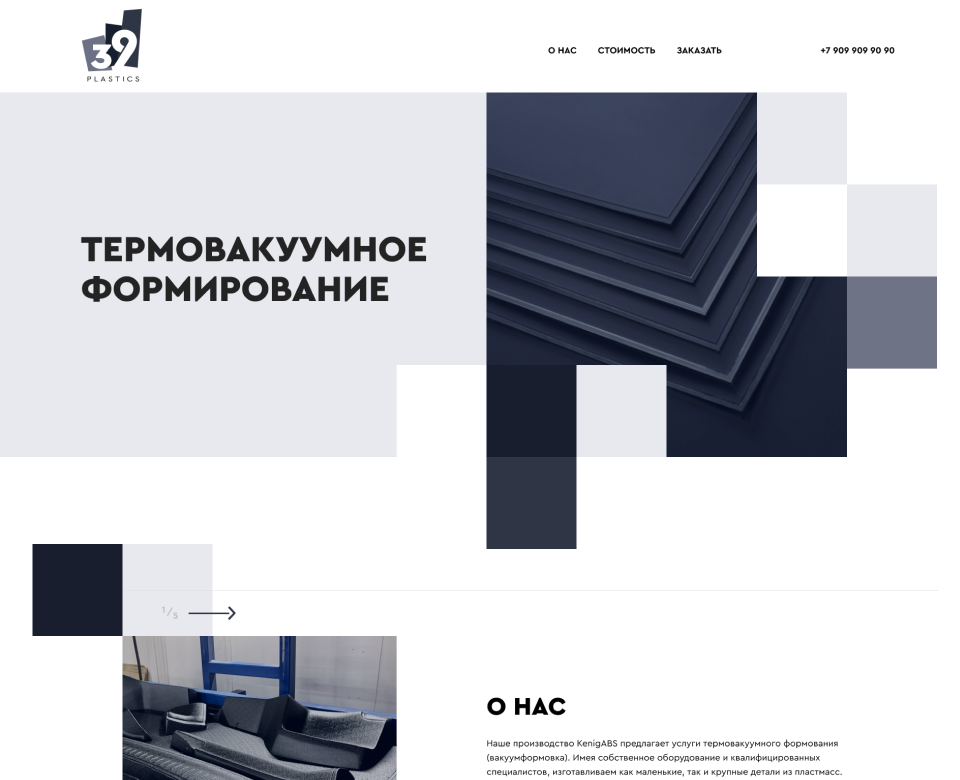 39
PLASTICS
О НАС СТОИМОСТЬ ЗАКАЗАТЬ +7 909 909 90 90
ТЕРМОВАКУУМНОЕ
ФОРМИРОВАНИЕ
1/5
О НАС
Наше производство KenigABS предлагает услуги термовакуумного формования
(вакуумформовка). Имея собственное оборудование и квалифицированных
специалистов, изготавливаем как маленькие, так и крупные детали из пластмасс.